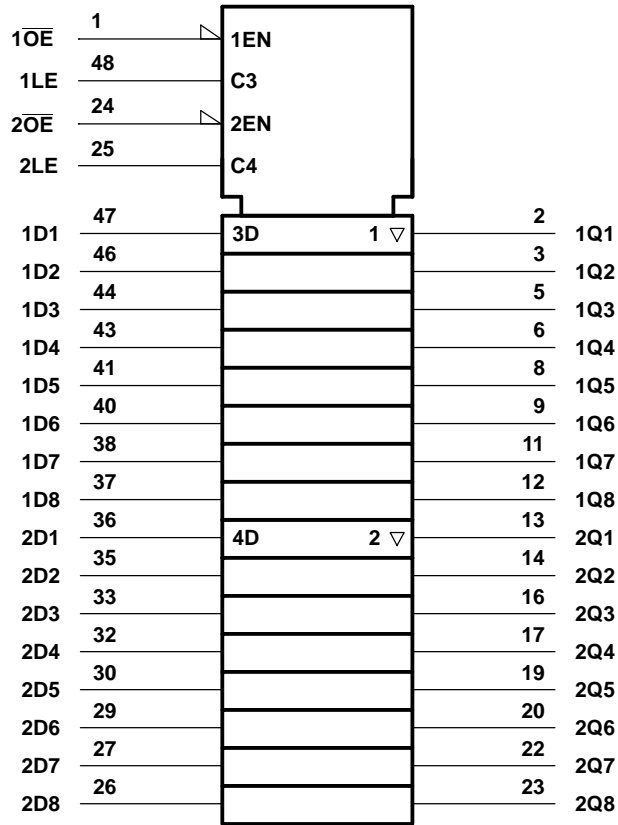 1O̅E̅ 1 1EN
1LE 48 C3
2O̅E̅ 24 2EN
2LE 25 C4
1D1 47 3D 1 ▽ 2 1Q1
1D2 46 3 1Q2
1D3 44 5 1Q3
1D4 43 6 1Q4
1D5 41 8 1Q5
1D6 40 9 1Q6
1D7 38 11 1Q7
1D8 37 12 1Q8
2D1 36 4D 2 ▽ 13 2Q1
2D2 35 14 2Q2
2D3 33 16 2Q3
2D4 32 17 2Q4
2D5 30 19 2Q5
2D6 29 20 2Q6
2D7 27 22 2Q7
2D8 26 23 2Q8